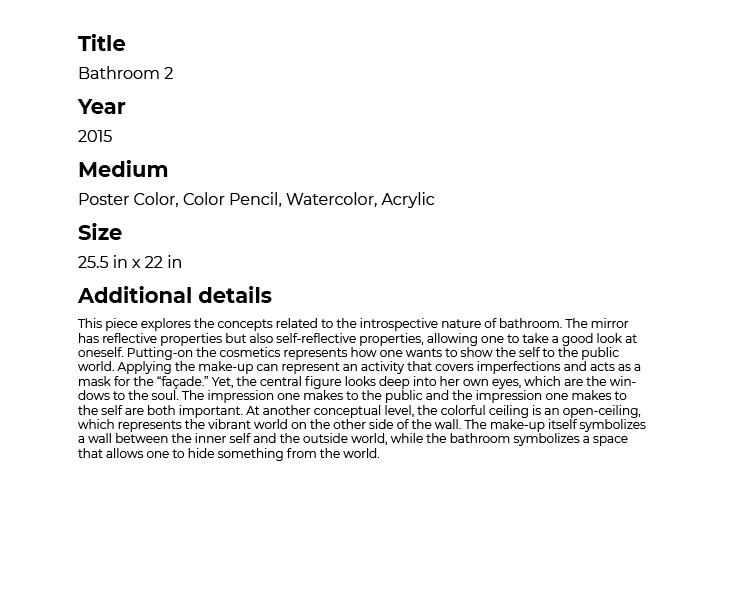 Title
Bathroom 2
Year
2015
Medium
Poster Color, Color Pencil, Watercolor, Acrylic
Size
25.5 in x 22 in
Additional details
This piece explores the concepts related to the introspective nature of bathroom. The mirror
has reflective properties but also self-reflective properties, allowing one to take a good look at
oneself. Putting-on the cosmetics represents how one wants to show the self to the public
world. Applying the make-up can represent an activity that covers imperfections and acts as a
mask for the “façade.” Yet, the central figure looks deep into her own eyes, which are the win-
dows to the soul. The impression one makes to the public and the impression one makes to
the self are both important. At another conceptual level, the colorful ceiling is an open-ceiling,
which represents the vibrant world on the other side of the wall. The make-up itself symbolizes
a wall between the inner self and the outside world, while the bathroom symbolizes a space
that allows one to hide something from the world.